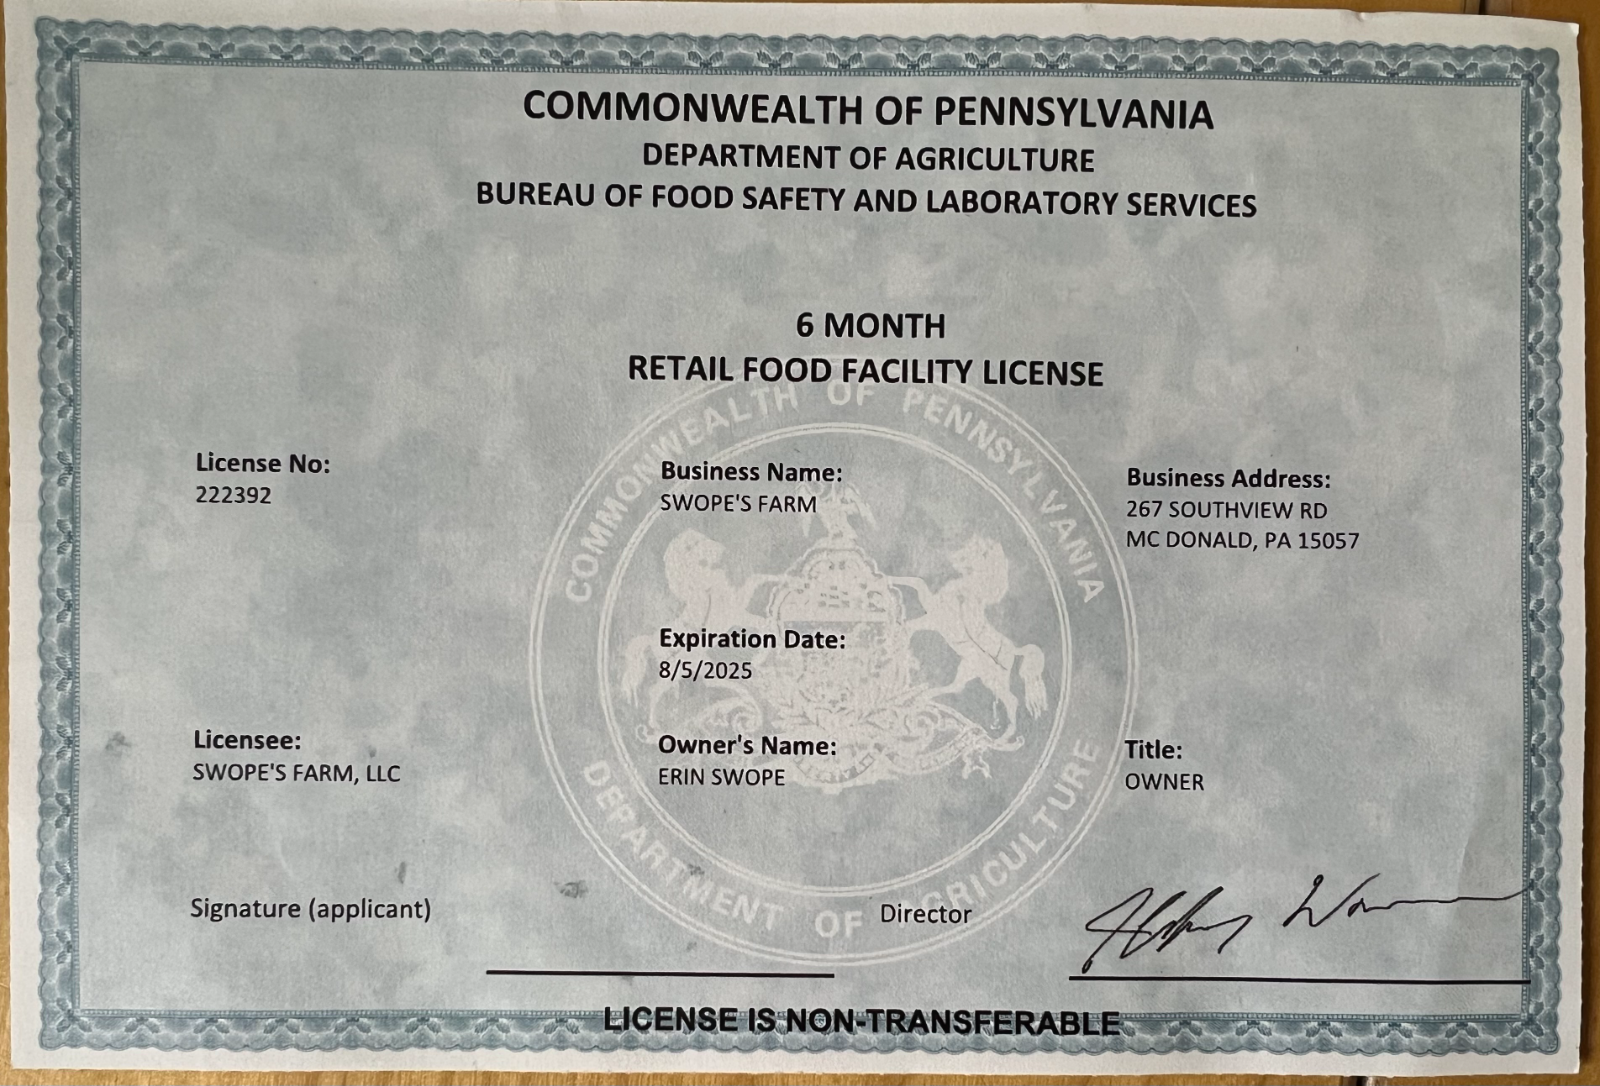 COMMONWEALTH OF PENNSYLVANIA
DEPARTMENT OF AGRICULTURE
BUREAU OF FOOD SAFETY AND LABORATORY SERVICES
6 MONTH
RETAIL FOOD FACILITY LICENSE
COMMONWEALTH OF PENNSYLVANIA
License No:
222392
Business Name:
SWOPE'S FARM
Business Address:
267 SOUTHVIEW RD
MC DONALD, PA 15057
Expiration Date:
8/5/2025
Licensee:
SWOPE'S FARM, LLC
Owner's Name:
ERIN SWOPE
Title:
OWNER
DEPARTMENT OF AGRICULTURE
Signature (applicant)
Director
LICENSE IS NON-TRANSFERABLE